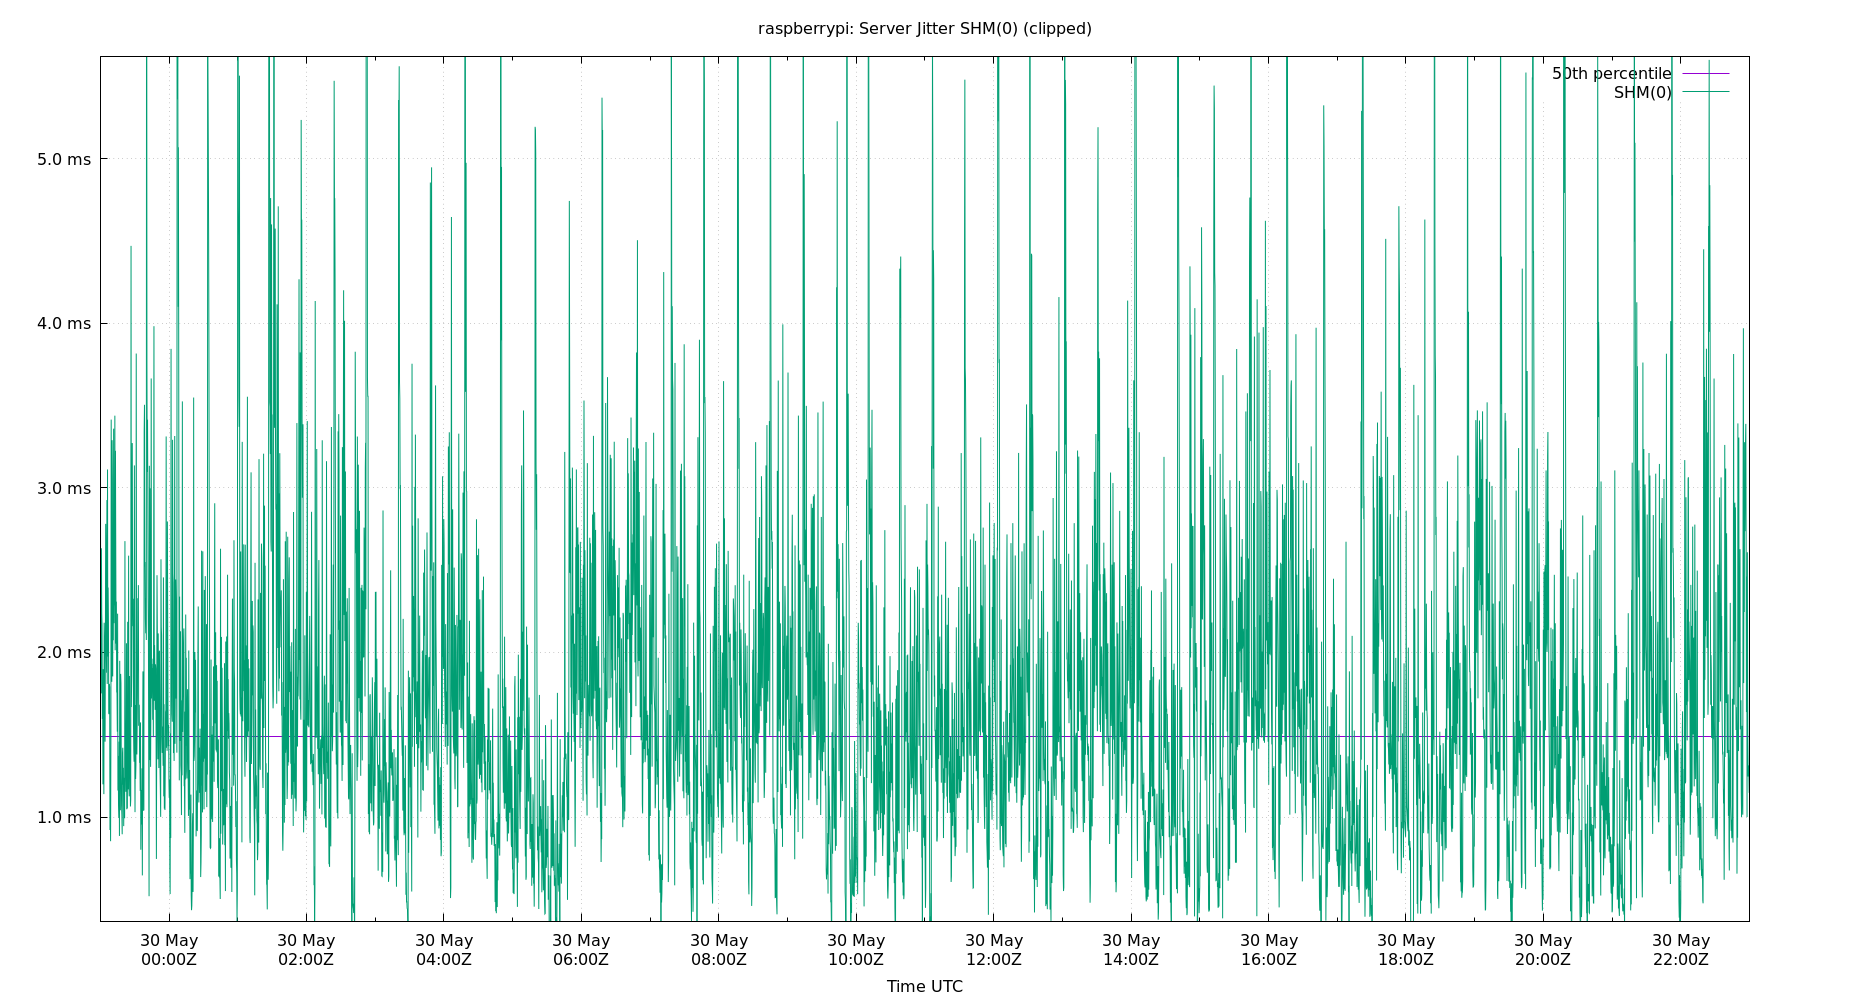 raspberrypi: Server Jitter SHM(0) (clipped)
50th percentile
SHM(0)
5.0 ms
4.0 ms
3.0 ms
2.0 ms
1.0 ms
30 May 30 May 30 May 30 May 30 May 30 May 30 May 30 May 30 May 30 May 30 May 30 May
00:00Z 02:00Z 04:00Z 06:00Z 08:00Z 10:00Z 12:00Z 14:00Z 16:00Z 18:00Z 20:00Z 22:00Z
Time UTC